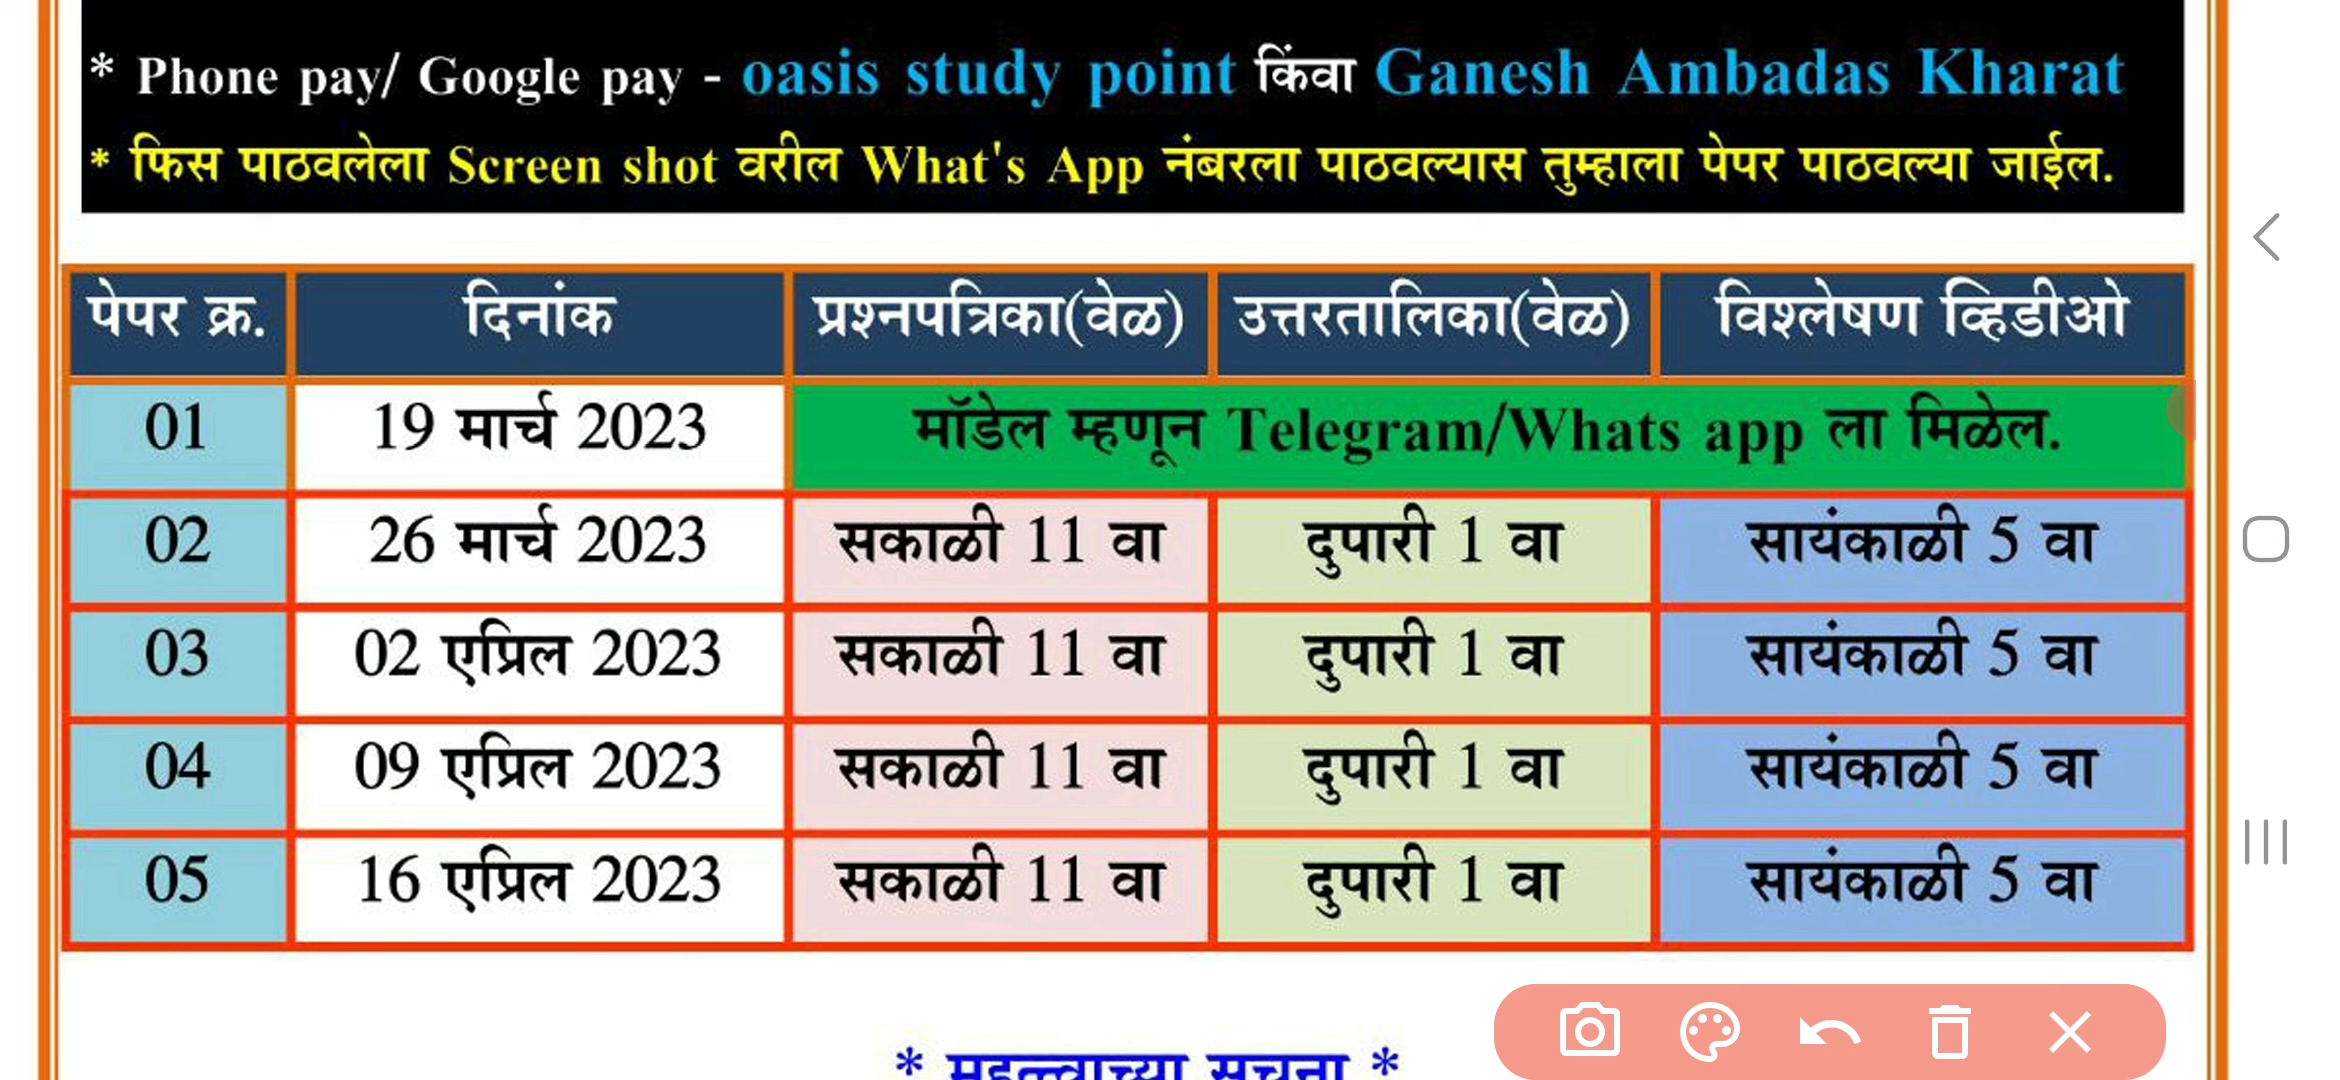 * Phone pay/ Google pay - oasis study point किंवा Ganesh Ambadas Kharat
* फिस पाठवलेला Screen shot वरील What's App नंबरला पाठवल्यास तुम्हाला पेपर पाठवल्या जाईल.
पेपर क्र. दिनांक प्रश्नपत्रिका(वेळ) उत्तरतालिका(वेळ) विश्लेषण व्हिडीओ
01 19 मार्च 2023 मॉडेल म्हणून Telegram/Whats app ला मिळेल.
02 26 मार्च 2023 सकाळी 11 वा दुपारी 1 वा सायंकाळी 5 वा
03 02 एप्रिल 2023 सकाळी 11 वा दुपारी 1 वा सायंकाळी 5 वा
04 09 एप्रिल 2023 सकाळी 11 वा दुपारी 1 वा सायंकाळी 5 वा
05 16 एप्रिल 2023 सकाळी 11 वा दुपारी 1 वा सायंकाळी 5 वा
* महत्त्वाच्या सूचना *